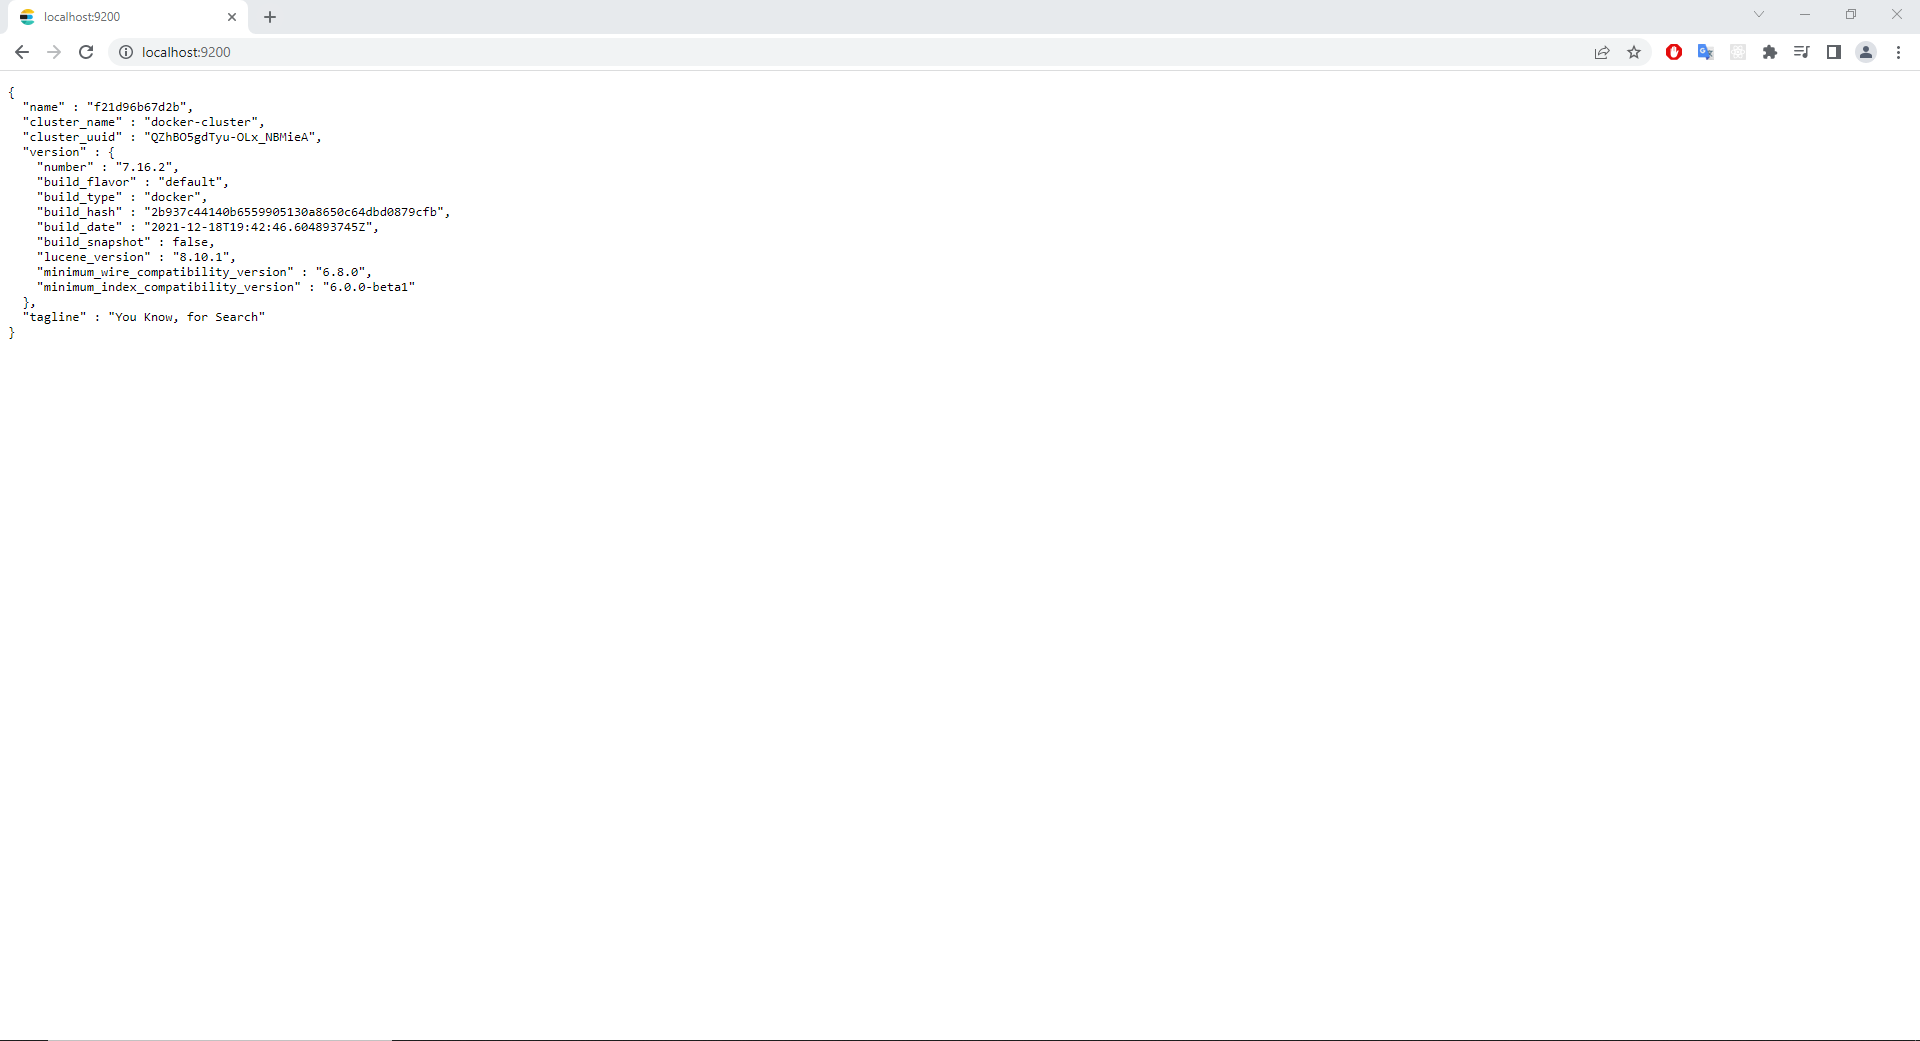 localhost:9200
localhost:9200
{
  "name" : "f21d96b67d2b",
  "cluster_name" : "docker-cluster",
  "cluster_uuid" : "QZhBO5gdTyu-OLx_NBMieA",
  "version" : {
    "number" : "7.16.2",
    "build_flavor" : "default",
    "build_type" : "docker",
    "build_hash" : "2b937c44140b6559905130a8650c64dbd0879cfb",
    "build_date" : "2021-12-18T19:42:46.604893745Z",
    "build_snapshot" : false,
    "lucene_version" : "8.10.1",
    "minimum_wire_compatibility_version" : "6.8.0",
    "minimum_index_compatibility_version" : "6.0.0-beta1"
  },
  "tagline" : "You Know, for Search"
}